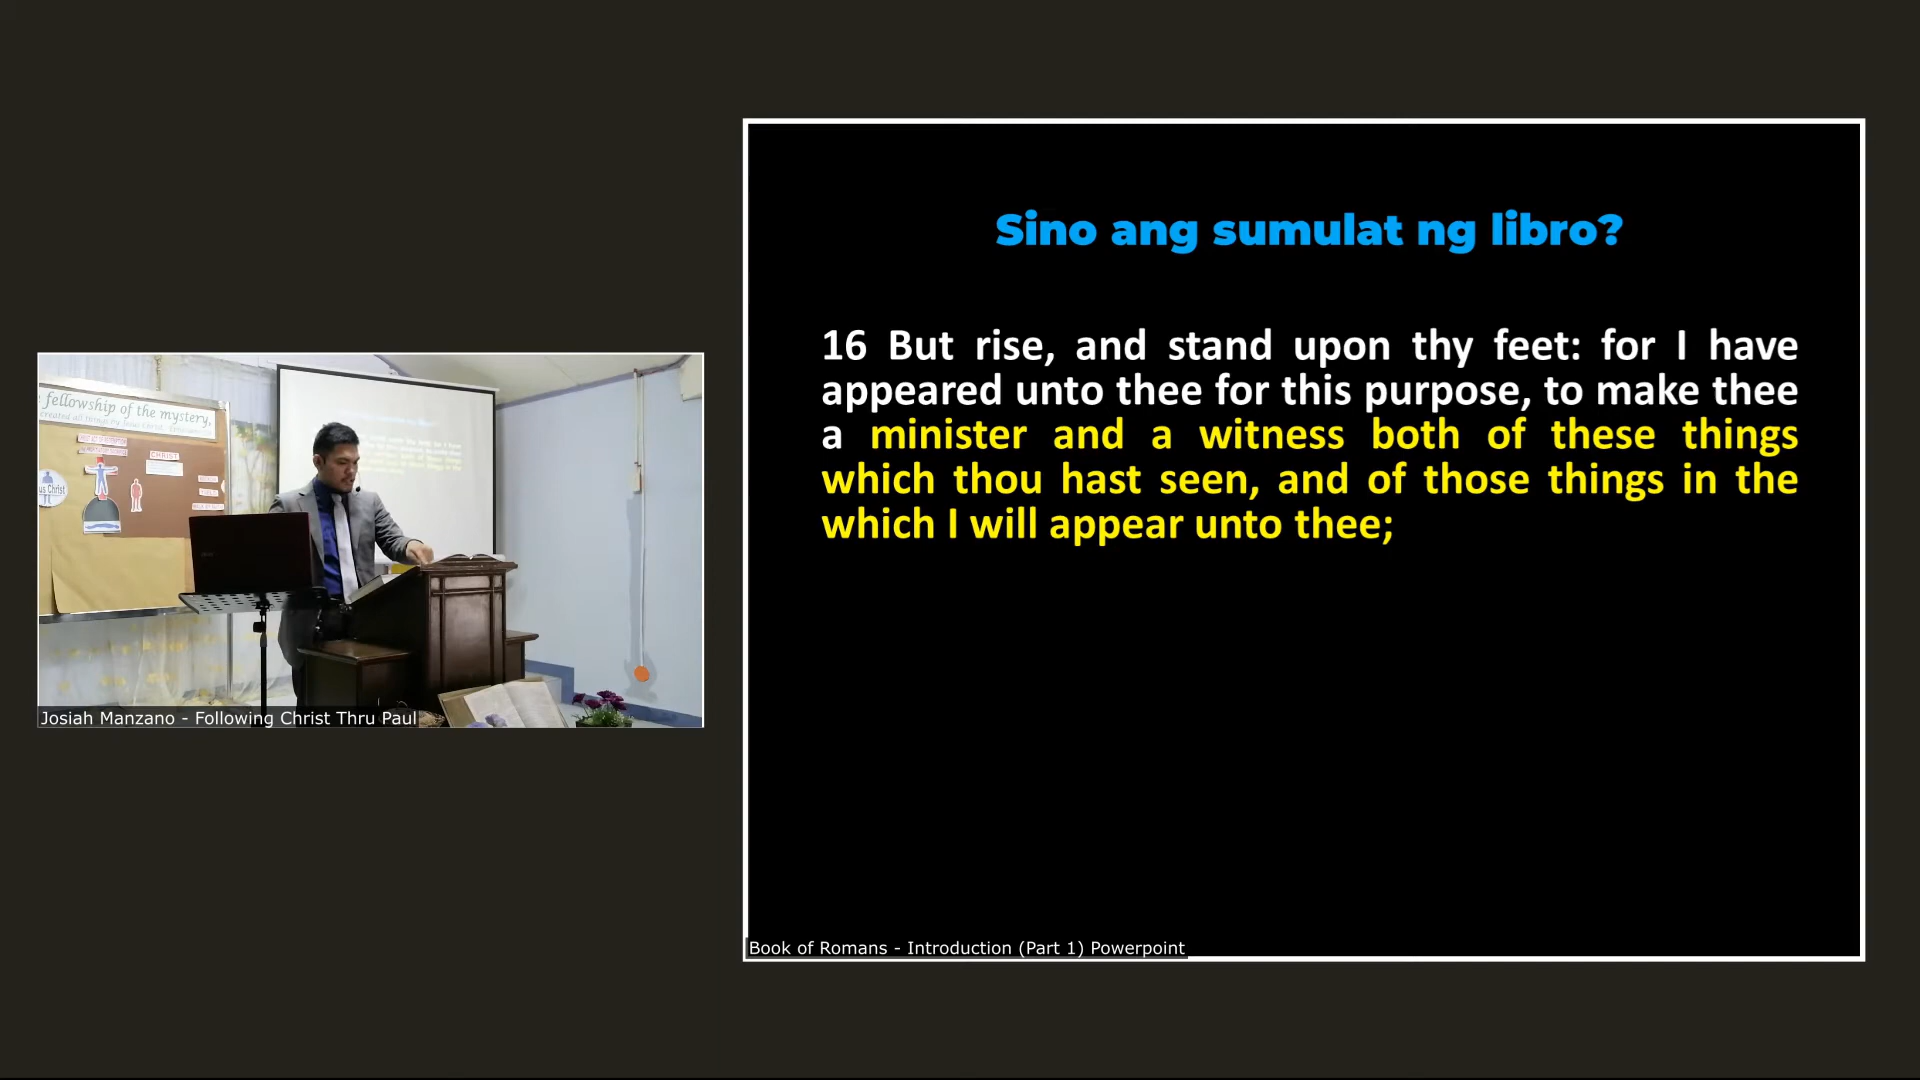 fellowship of the mystery,
CHRIST
us Christ
Josiah Manzano - Following Christ Thru Paul
Sino ang sumulat ng libro?
16 But rise, and stand upon thy feet: for I have
appeared unto thee for this purpose, to make thee
a minister and a witness both of these things
which thou hast seen, and of those things in the
which I will appear unto thee;
Book of Romans - Introduction (Part 1) Powerpoint